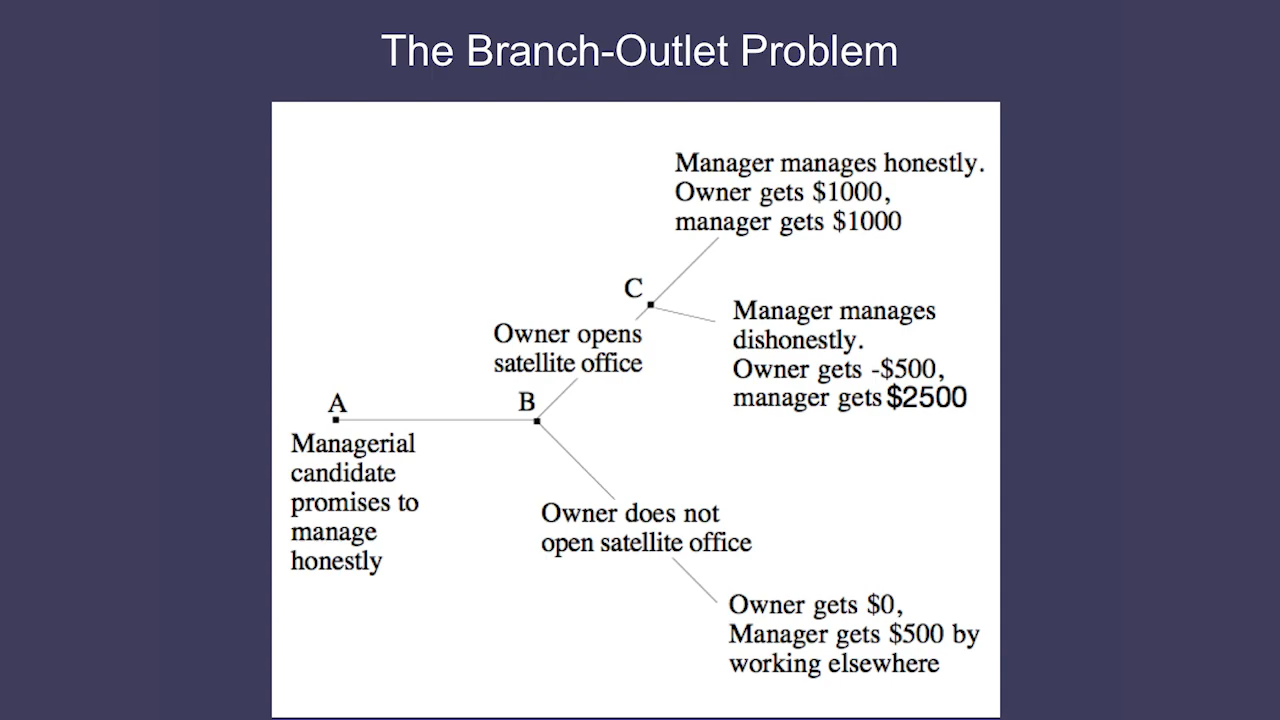 The Branch-Outlet Problem
Manager manages honestly.
Owner gets $1000,
manager gets $1000
C
Manager manages
dishonestly.
Owner gets -$500,
manager gets $2500
Owner opens
satellite office
A
B
Managerial
candidate
promises to
manage
honestly
Owner does not
open satellite office
Owner gets $0,
Manager gets $500 by
working elsewhere